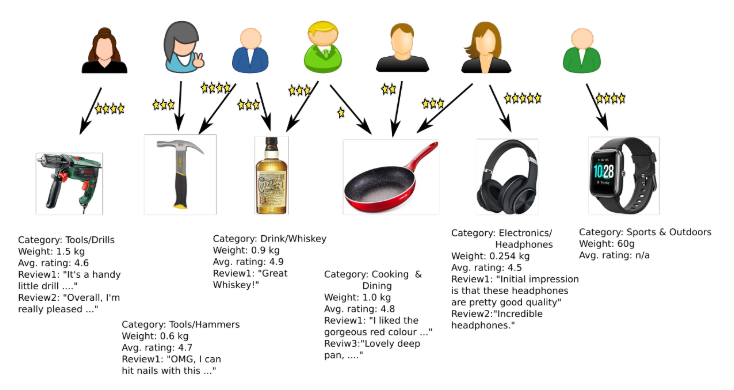 10:28
Category: Tools/Drills
Weight: 1.5 kg
Avg. rating: 4.6
Review1: "It's a handy
little drill ...."
Review2: "Overall, I'm
really pleased ..."
Category: Tools/Hammers
Weight: 0.6 kg
Avg. rating: 4.7
Review1: "OMG, I can
hit nails with this ..."
Category: Drink/Whiskey
Weight: 0.9 kg
Avg. rating: 4.9
Review1: "Great
Whiskey!"
Category: Cooking &
Dining
Weight: 1.0 kg
Avg. rating: 4.8
Review1: "I liked the
gorgeous red colour ..."
Reviw3:"Lovely deep
pan, ...."
Category: Electronics/
Headphones
Weight: 0.254 kg
Avg. rating: 4.5
Review1: "Initial impression
is that these headphones
are pretty good quality"
Review2:"Incredible
headphones."
Category: Sports & Outdoors
Weight: 60g
Avg. rating: n/a